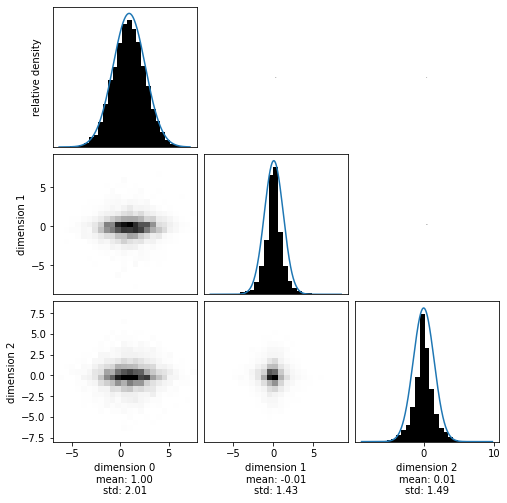 relative density
dimension 1
5
0
−5
dimension 2
7.5
5.0
2.5
0.0
−2.5
−5.0
−7.5
−5 0 5
−5 0 5
0 10
dimension 0
mean: 1.00
std: 2.01
dimension 1
mean: -0.01
std: 1.43
dimension 2
mean: 0.01
std: 1.49